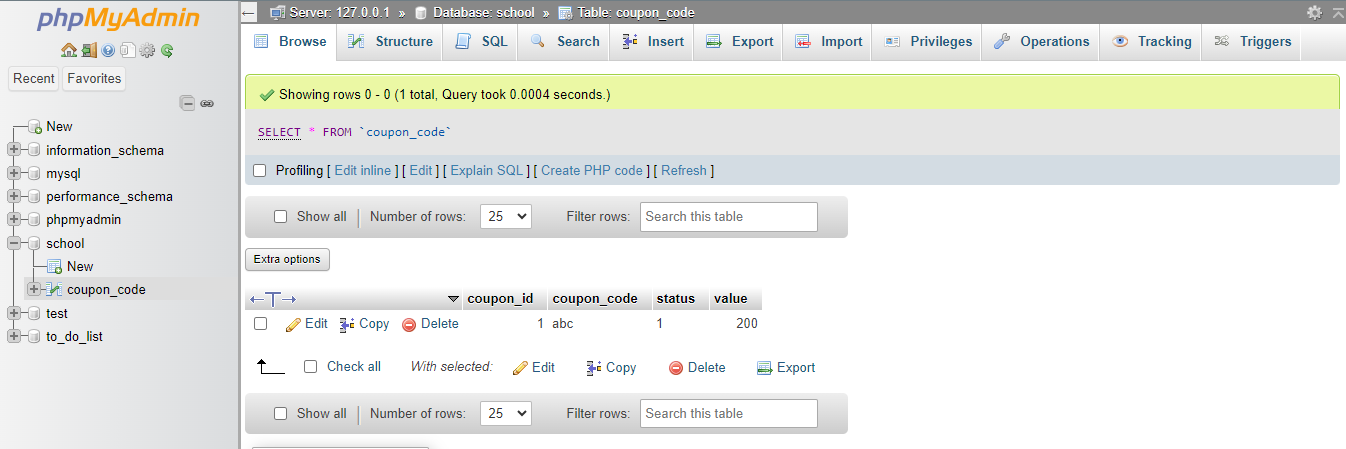 phpMyAdmin
Recent Favorites
New
information_schema
mysql
performance_schema
phpmyadmin
school
New
coupon_code
test
to_do_list
Server: 127.0.0.1 » Database: school » Table: coupon_code
Browse Structure SQL Search Insert Export Import Privileges Operations Tracking Triggers
Showing rows 0 - 0 (1 total, Query took 0.0004 seconds.)
SELECT * FROM `coupon_code`
Profiling [ Edit inline ] [ Edit ] [ Explain SQL ] [ Create PHP code ] [ Refresh ]
Show all Number of rows: 25 Filter rows: Search this table
Extra options
coupon_id coupon_code status value
Edit Copy Delete 1 abc 1 200
Check all With selected: Edit Copy Delete Export
Show all Number of rows: 25 Filter rows: Search this table